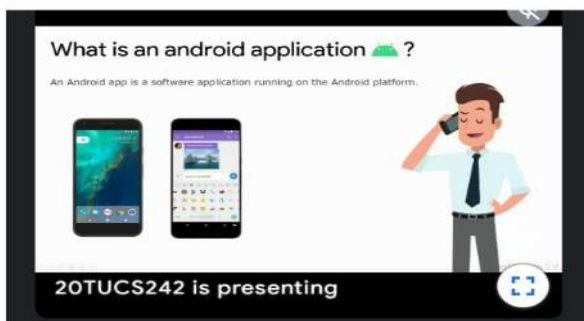 What is an android application ?
An Android app is a software application running on the Android platform.
20TUCS242 is presenting